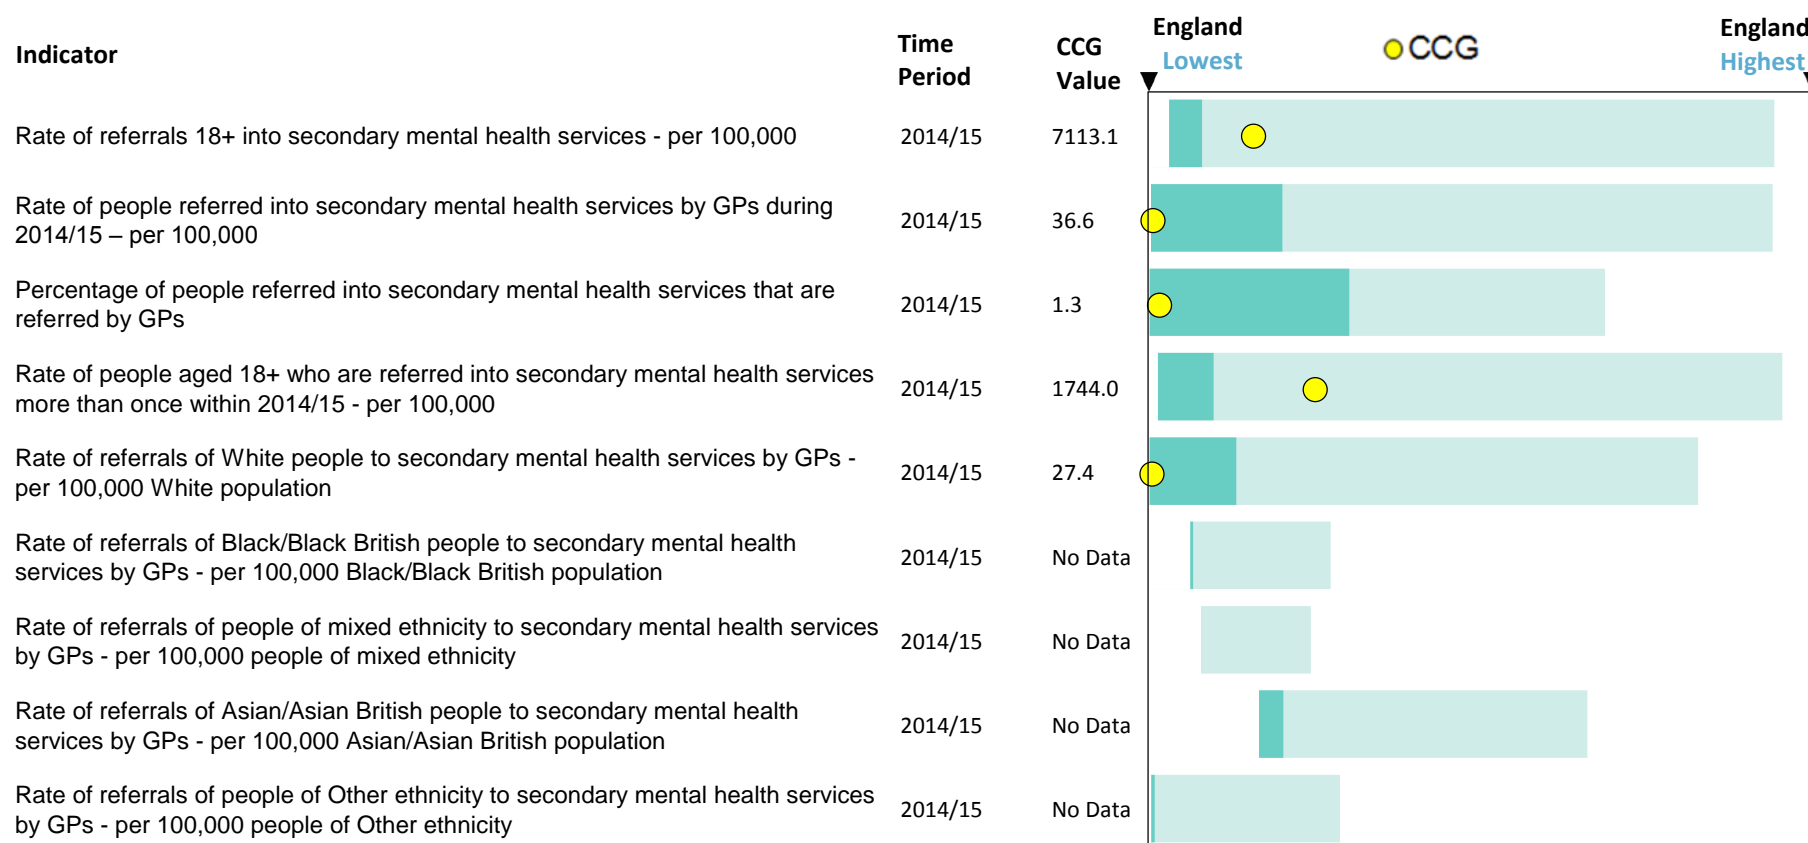 Indicator
Time
Period
CCG
Value
England
Lowest
CCG
England
Highest
Rate of referrals 18+ into secondary mental health services - per 100,000
2014/15
7113.1
Rate of people referred into secondary mental health services by GPs during
2014/15 – per 100,000
2014/15
36.6
Percentage of people referred into secondary mental health services that are
referred by GPs
2014/15
1.3
Rate of people aged 18+ who are referred into secondary mental health services
more than once within 2014/15 - per 100,000
2014/15
1744.0
Rate of referrals of White people to secondary mental health services by GPs -
per 100,000 White population
2014/15
27.4
Rate of referrals of Black/Black British people to secondary mental health
services by GPs - per 100,000 Black/Black British population
2014/15
No Data
Rate of referrals of people of mixed ethnicity to secondary mental health services
by GPs - per 100,000 people of mixed ethnicity
2014/15
No Data
Rate of referrals of Asian/Asian British people to secondary mental health
services by GPs - per 100,000 Asian/Asian British population
2014/15
No Data
Rate of referrals of people of Other ethnicity to secondary mental health services
by GPs - per 100,000 people of Other ethnicity
2014/15
No Data